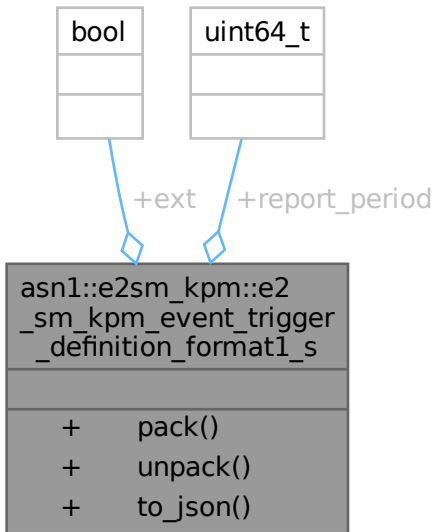 bool
uint64_t
+ext
+report_period
asn1::e2sm_kpm::e2
_sm_kpm_event_trigger
_definition_format1_s
+ pack()
+ unpack()
+ to_json()